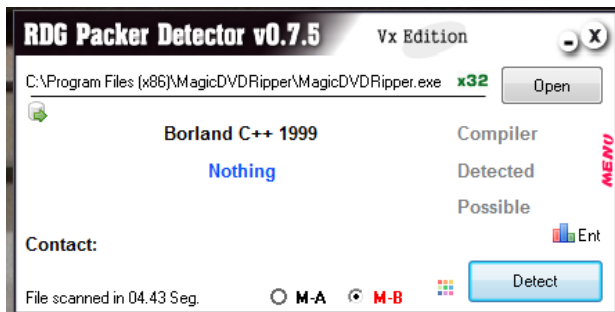 RDG Packer Detector v0.7.5 Vx Edition
X
C:\Program Files (x86)\MagicDVDRipper\MagicDVDRipper.exe x32 Open
Borland C++ 1999 Compiler
Nothing Detected
MENU
Possible
Ent
Contact:
File scanned in 04.43 Seg. M-A M-B Detect